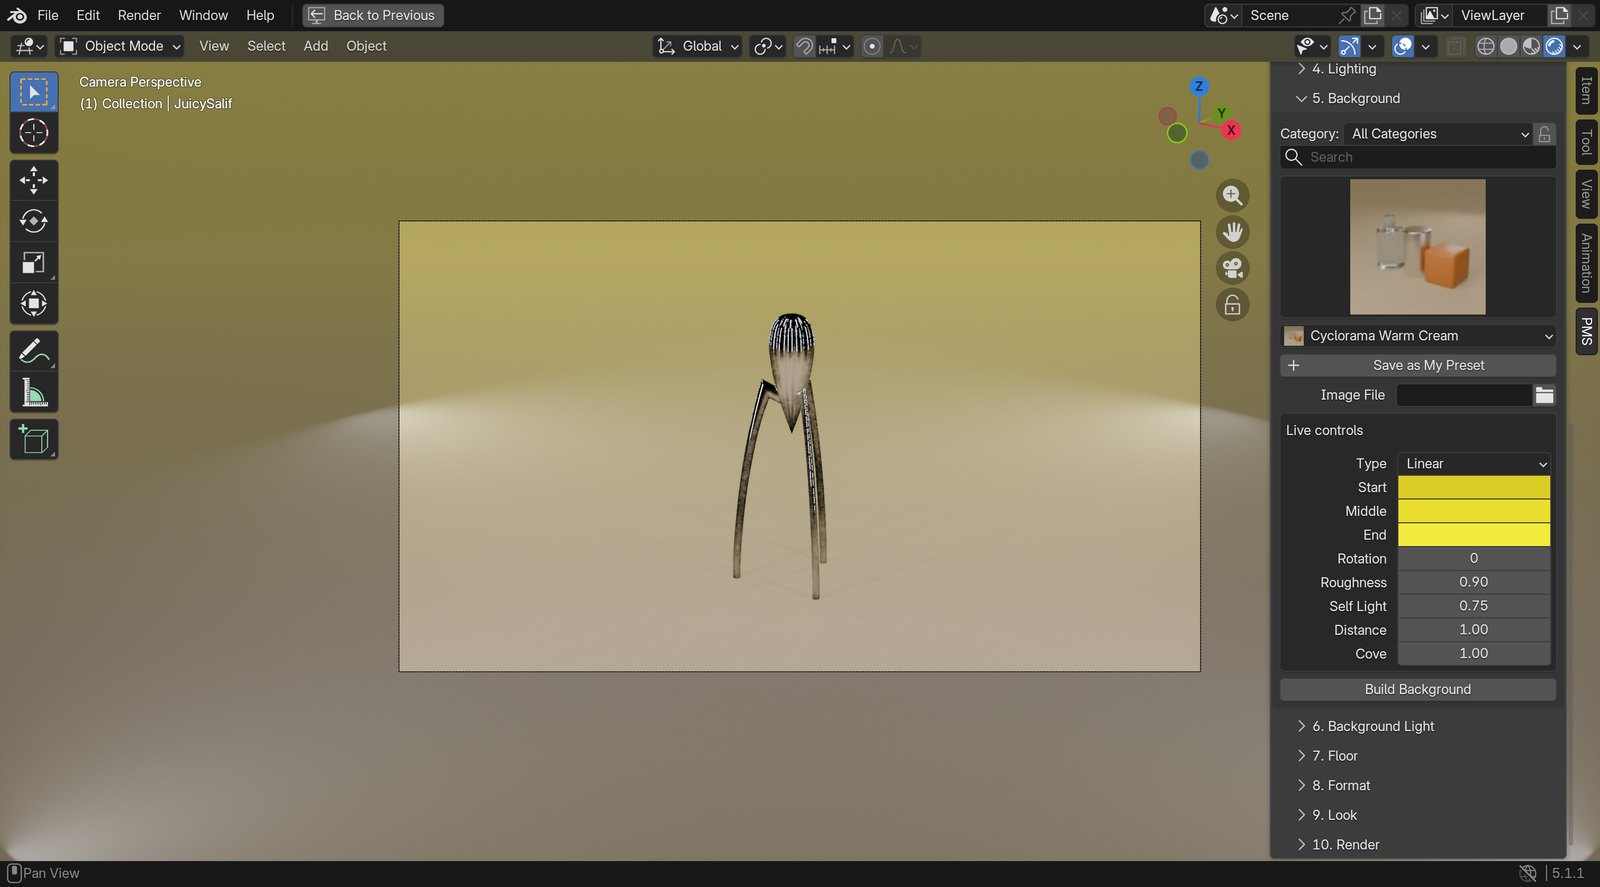 File Edit Render Window Help Back to Previous Scene ViewLayer
Object Mode View Select Add Object Global
Camera Perspective
(1) Collection | JuicySalif
Z
Y
X
4. Lighting
5. Background
Category: All Categories
Search
Cyclorama Warm Cream
+ Save as My Preset
Image File
Live controls
Type Linear
Start
Middle
End
Rotation 0
Roughness 0.90
Self Light 0.75
Distance 1.00
Cove 1.00
Build Background
6. Background Light
7. Floor
8. Format
9. Look
10. Render
Item
Tool
View
Animation
PMS
Pan View
5.1.1